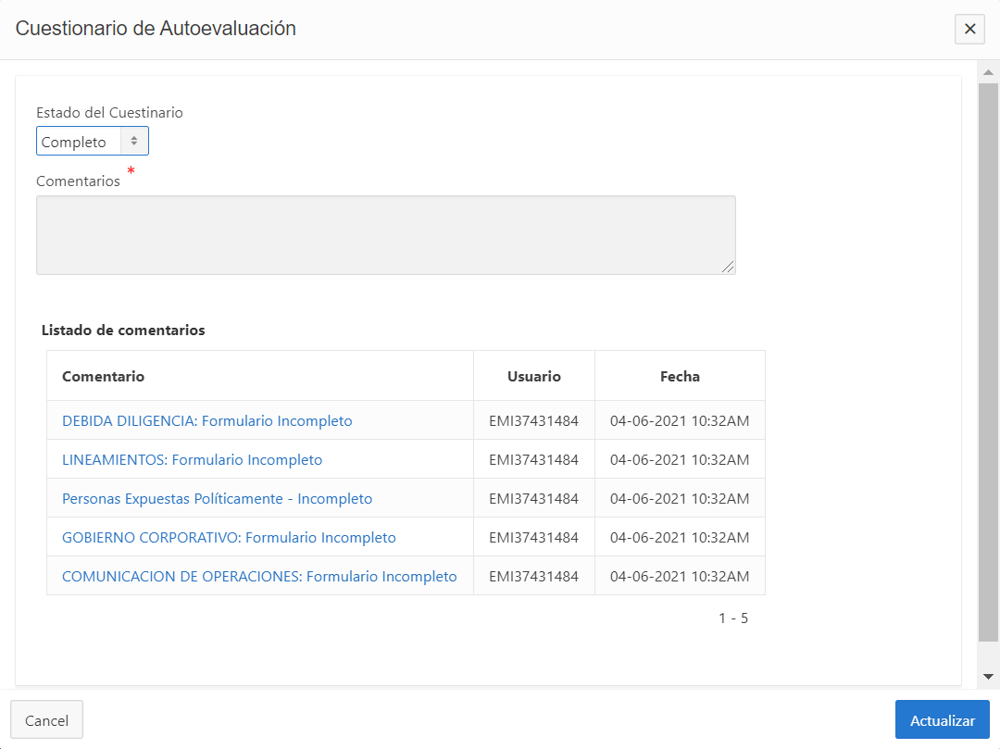 Cuestionario de Autoevaluación
Estado del Cuestinario
Completo
Comentarios *
Listado de comentarios
Comentario Usuario Fecha
DEBIDA DILIGENCIA: Formulario Incompleto EMI37431484 04-06-2021 10:32AM
LINEAMIENTOS: Formulario Incompleto EMI37431484 04-06-2021 10:32AM
Personas Expuestas Políticamente - Incompleto EMI37431484 04-06-2021 10:32AM
GOBIERNO CORPORATIVO: Formulario Incompleto EMI37431484 04-06-2021 10:32AM
COMUNICACION DE OPERACIONES: Formulario Incompleto EMI37431484 04-06-2021 10:32AM
1 - 5
Cancel Actualizar